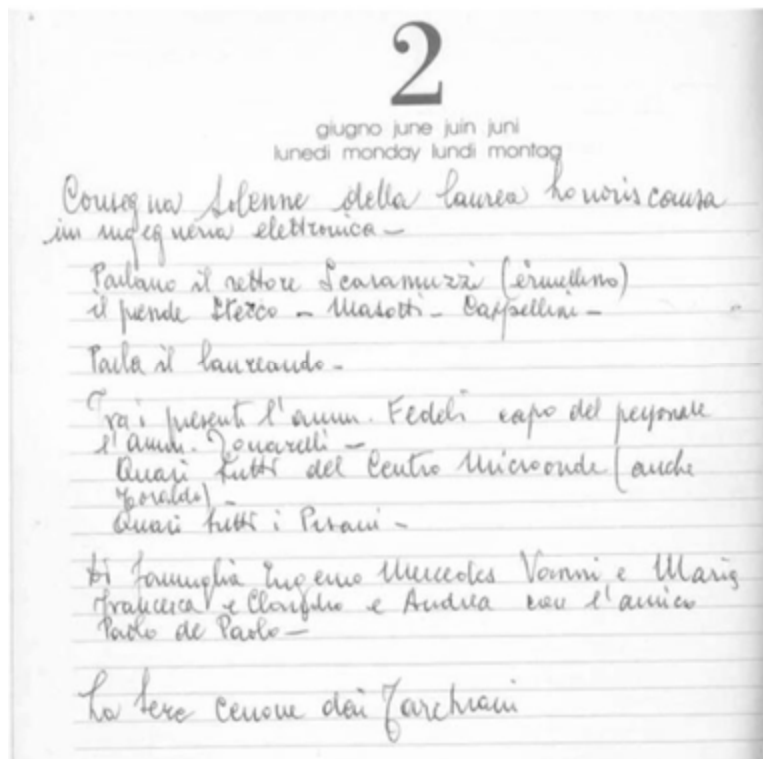 2
giugno june juin juni
lunedi monday lundi montag
Consegna solenne della laurea honoris causa
in ingegneria elettronica -
Parlano il rettore Scaramuzzi (ermellino)
il preside - Masotti - Cappellini -
Parla il laureando -
Tra i presenti l'amm. Fedeli capo del personale
l'amm. Zonarelli -
Quasi tutti del Centro Microonde (anche
Toraldo) -
Quasi tutti i Pisani -
Di famiglia Eugenio Mercedes Vanni e Maria
Francesca e Claudio e Andrea con l'amico
Paolo de Paolo -
La sera cenone dai Tarchiani